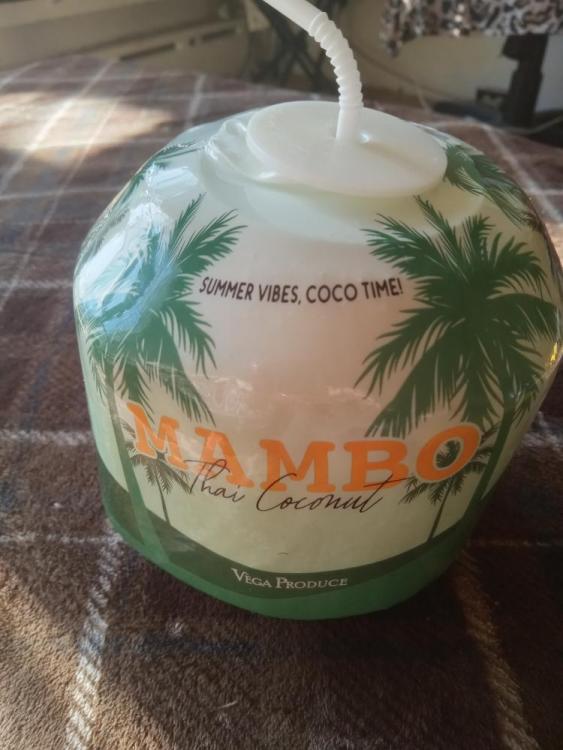 SUMMER VIBES, COCO TIME!
MAMBO
Thai Coconut
VEGA PRODUCE